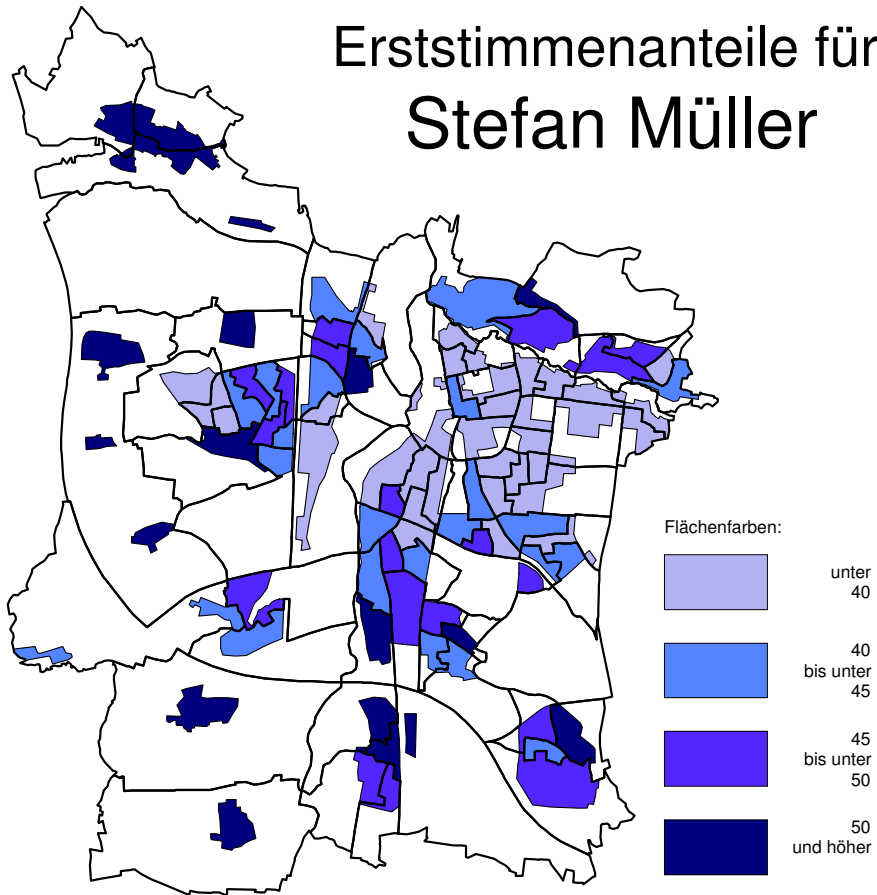 Erststimmenanteile für
Stefan Müller
Flächenfarben:
unter
40
40
bis unter
45
45
bis unter
50
50
und höher